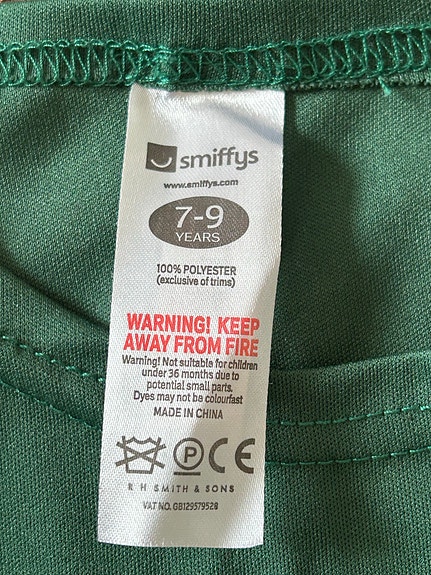 smiffys
www.smiffys.com
7-9
YEARS
100% POLYESTER
(exclusive of trims)
WARNING! KEEP
AWAY FROM FIRE
Warning! Not suitable for children
under 36 months due to
potential small parts.
Dyes may not be colourfast
MADE IN CHINA
P CE
R H SMITH & SONS
VAT NO. GB129579528